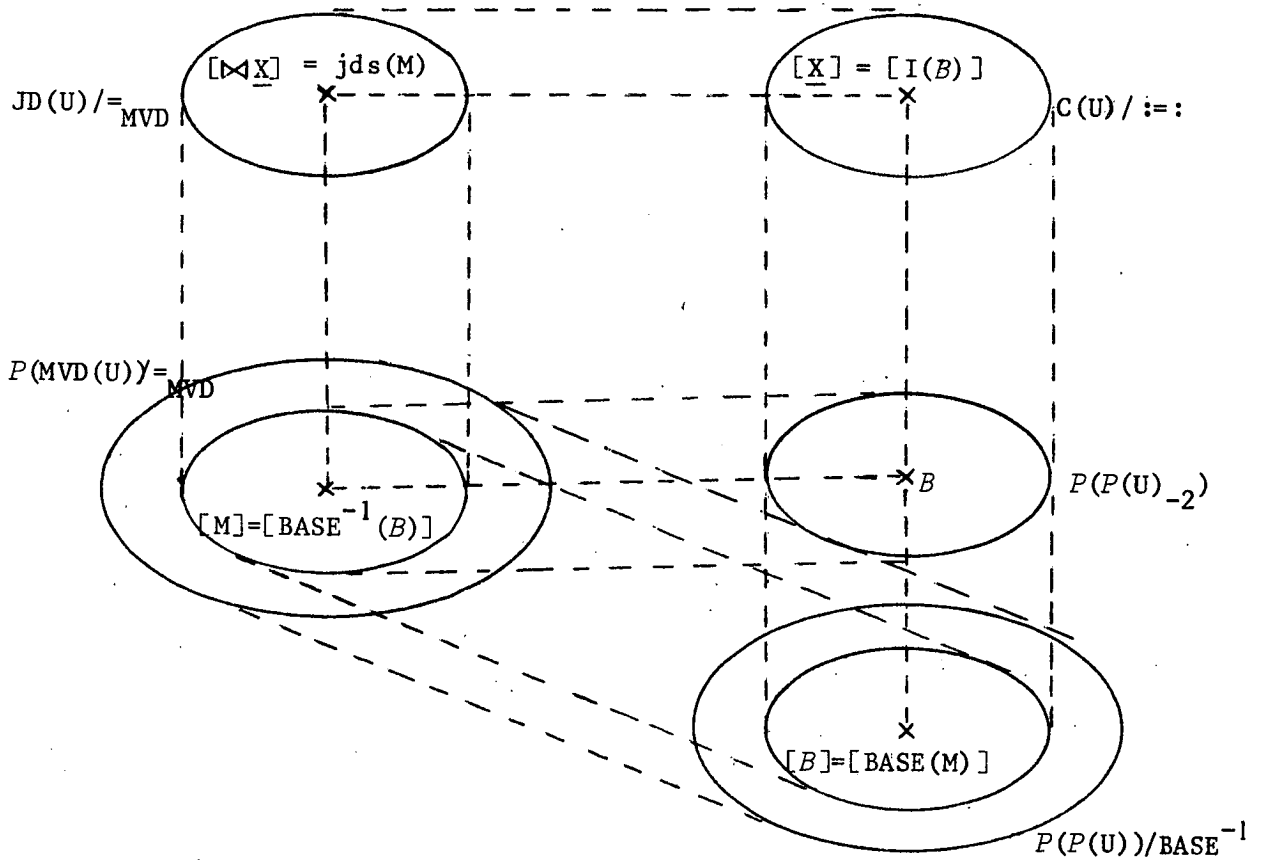 [⋈X] = jds(M)
[X] = [I(B)]
JD(U)/=MVD
C(U)/:=:
P(MVD(U))/=MVD
B
P(P(U)-2)
[M]=[BASE⁻¹(B)]
[B]=[BASE(M)]
P(P(U))/BASE⁻¹